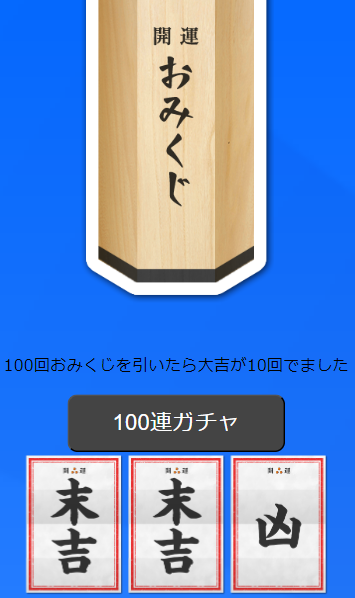 開運
おみくじ
100回おみくじを引いたら大吉が10回でました
100連ガチャ
開運
末吉
開運
末吉
開運
凶